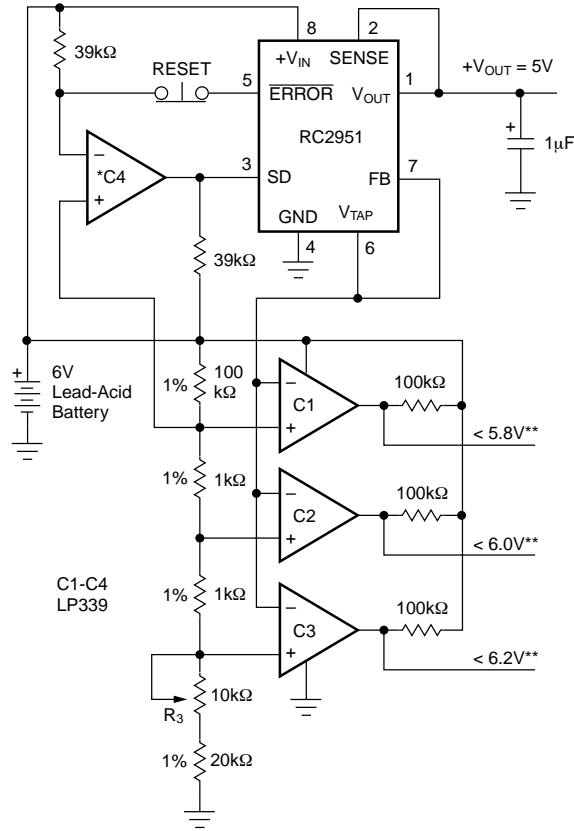 39kΩ
RESET
8
+VIN
2
SENSE
5
ERROR
1
VOUT
+VOUT = 5V
RC2951
+
1µF
–
*C4
+
3
SD
7
FB
GND
VTAP
4
6
39kΩ
+
6V
Lead-Acid
Battery
1%
100
kΩ
–
C1
+
100kΩ
< 5.8V**
1%
1kΩ
–
C2
+
100kΩ
< 6.0V**
C1-C4
LP339
1%
1kΩ
–
C3
+
100kΩ
< 6.2V**
R3
10kΩ
1%
20kΩ